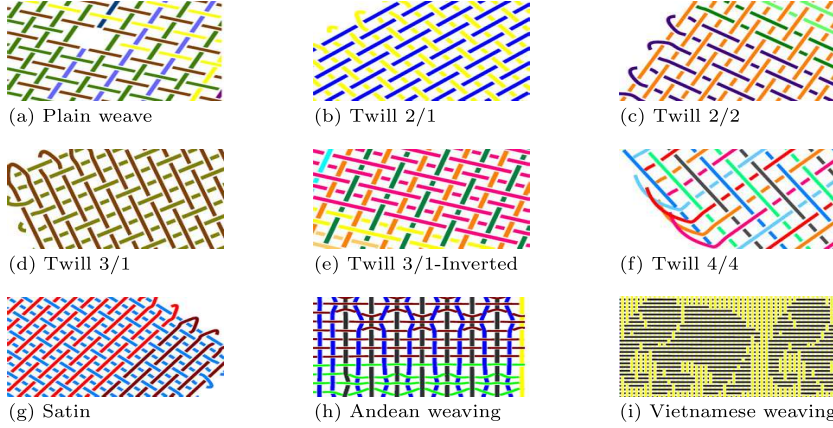 (a) Plain weave
(b) Twill 2/1
(c) Twill 2/2
(d) Twill 3/1
(e) Twill 3/1-Inverted
(f) Twill 4/4
(g) Satin
(h) Andean weaving
(i) Vietnamese weaving